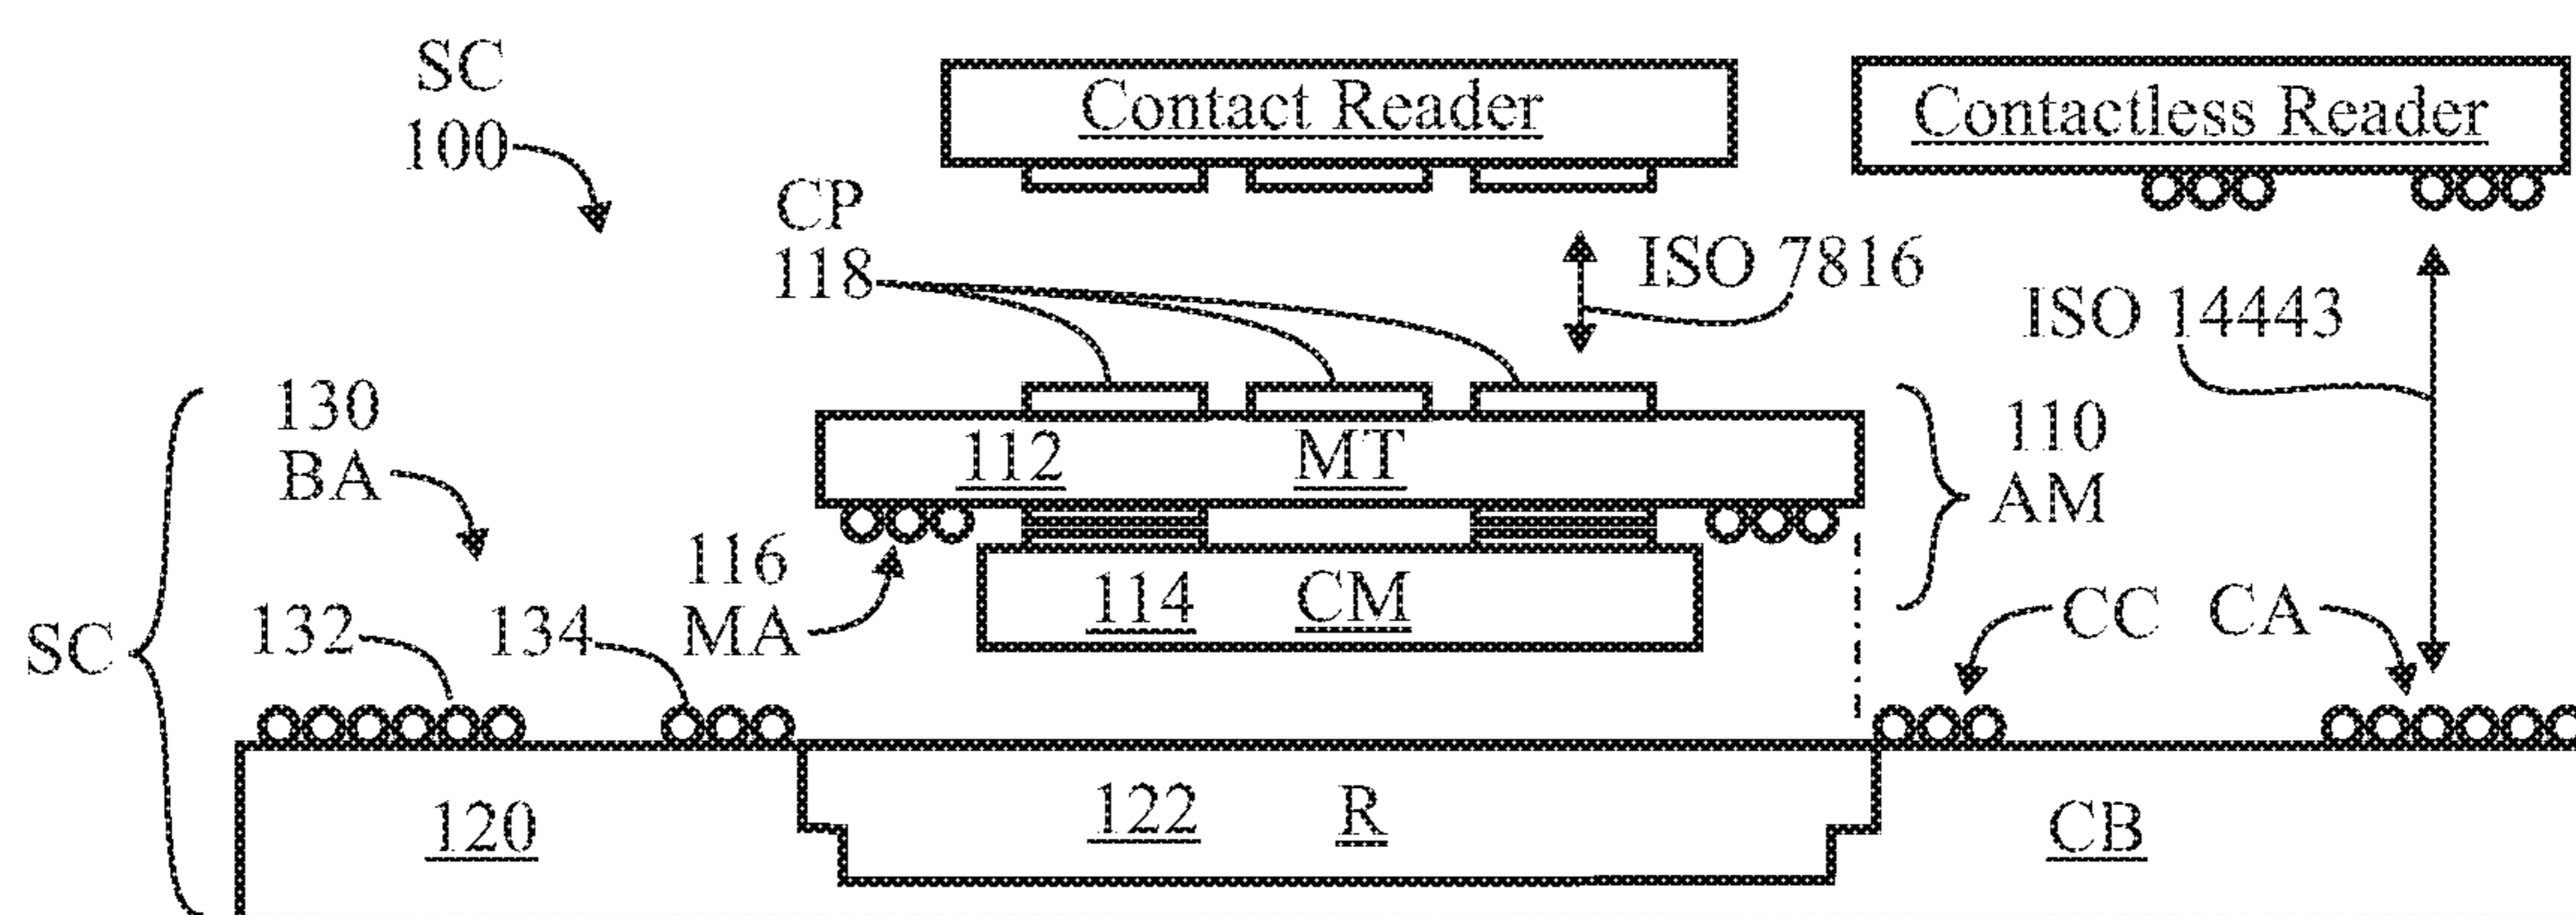 SC
100
Contact Reader
Contactless Reader
CP
118
ISO 7816
ISO 14443
130
BA
112 MT
110
AM
116
MA
114 CM
SC
132
134
CC CA
120
122 R
CB